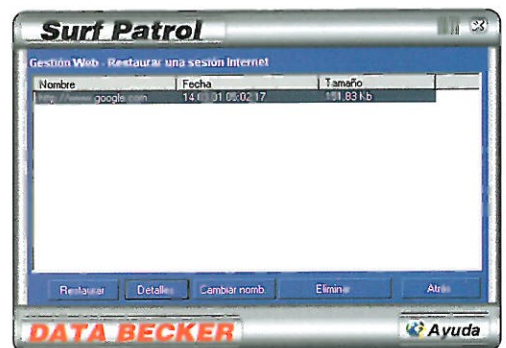 Surf Patrol
Gestión Web - Restaurar una sesión Internet
Nombre Fecha Tamaño
http://www.google.com
Restaurar Detalles Cambiar nomb. Eliminar Atrás
DATA BECKER Ayuda